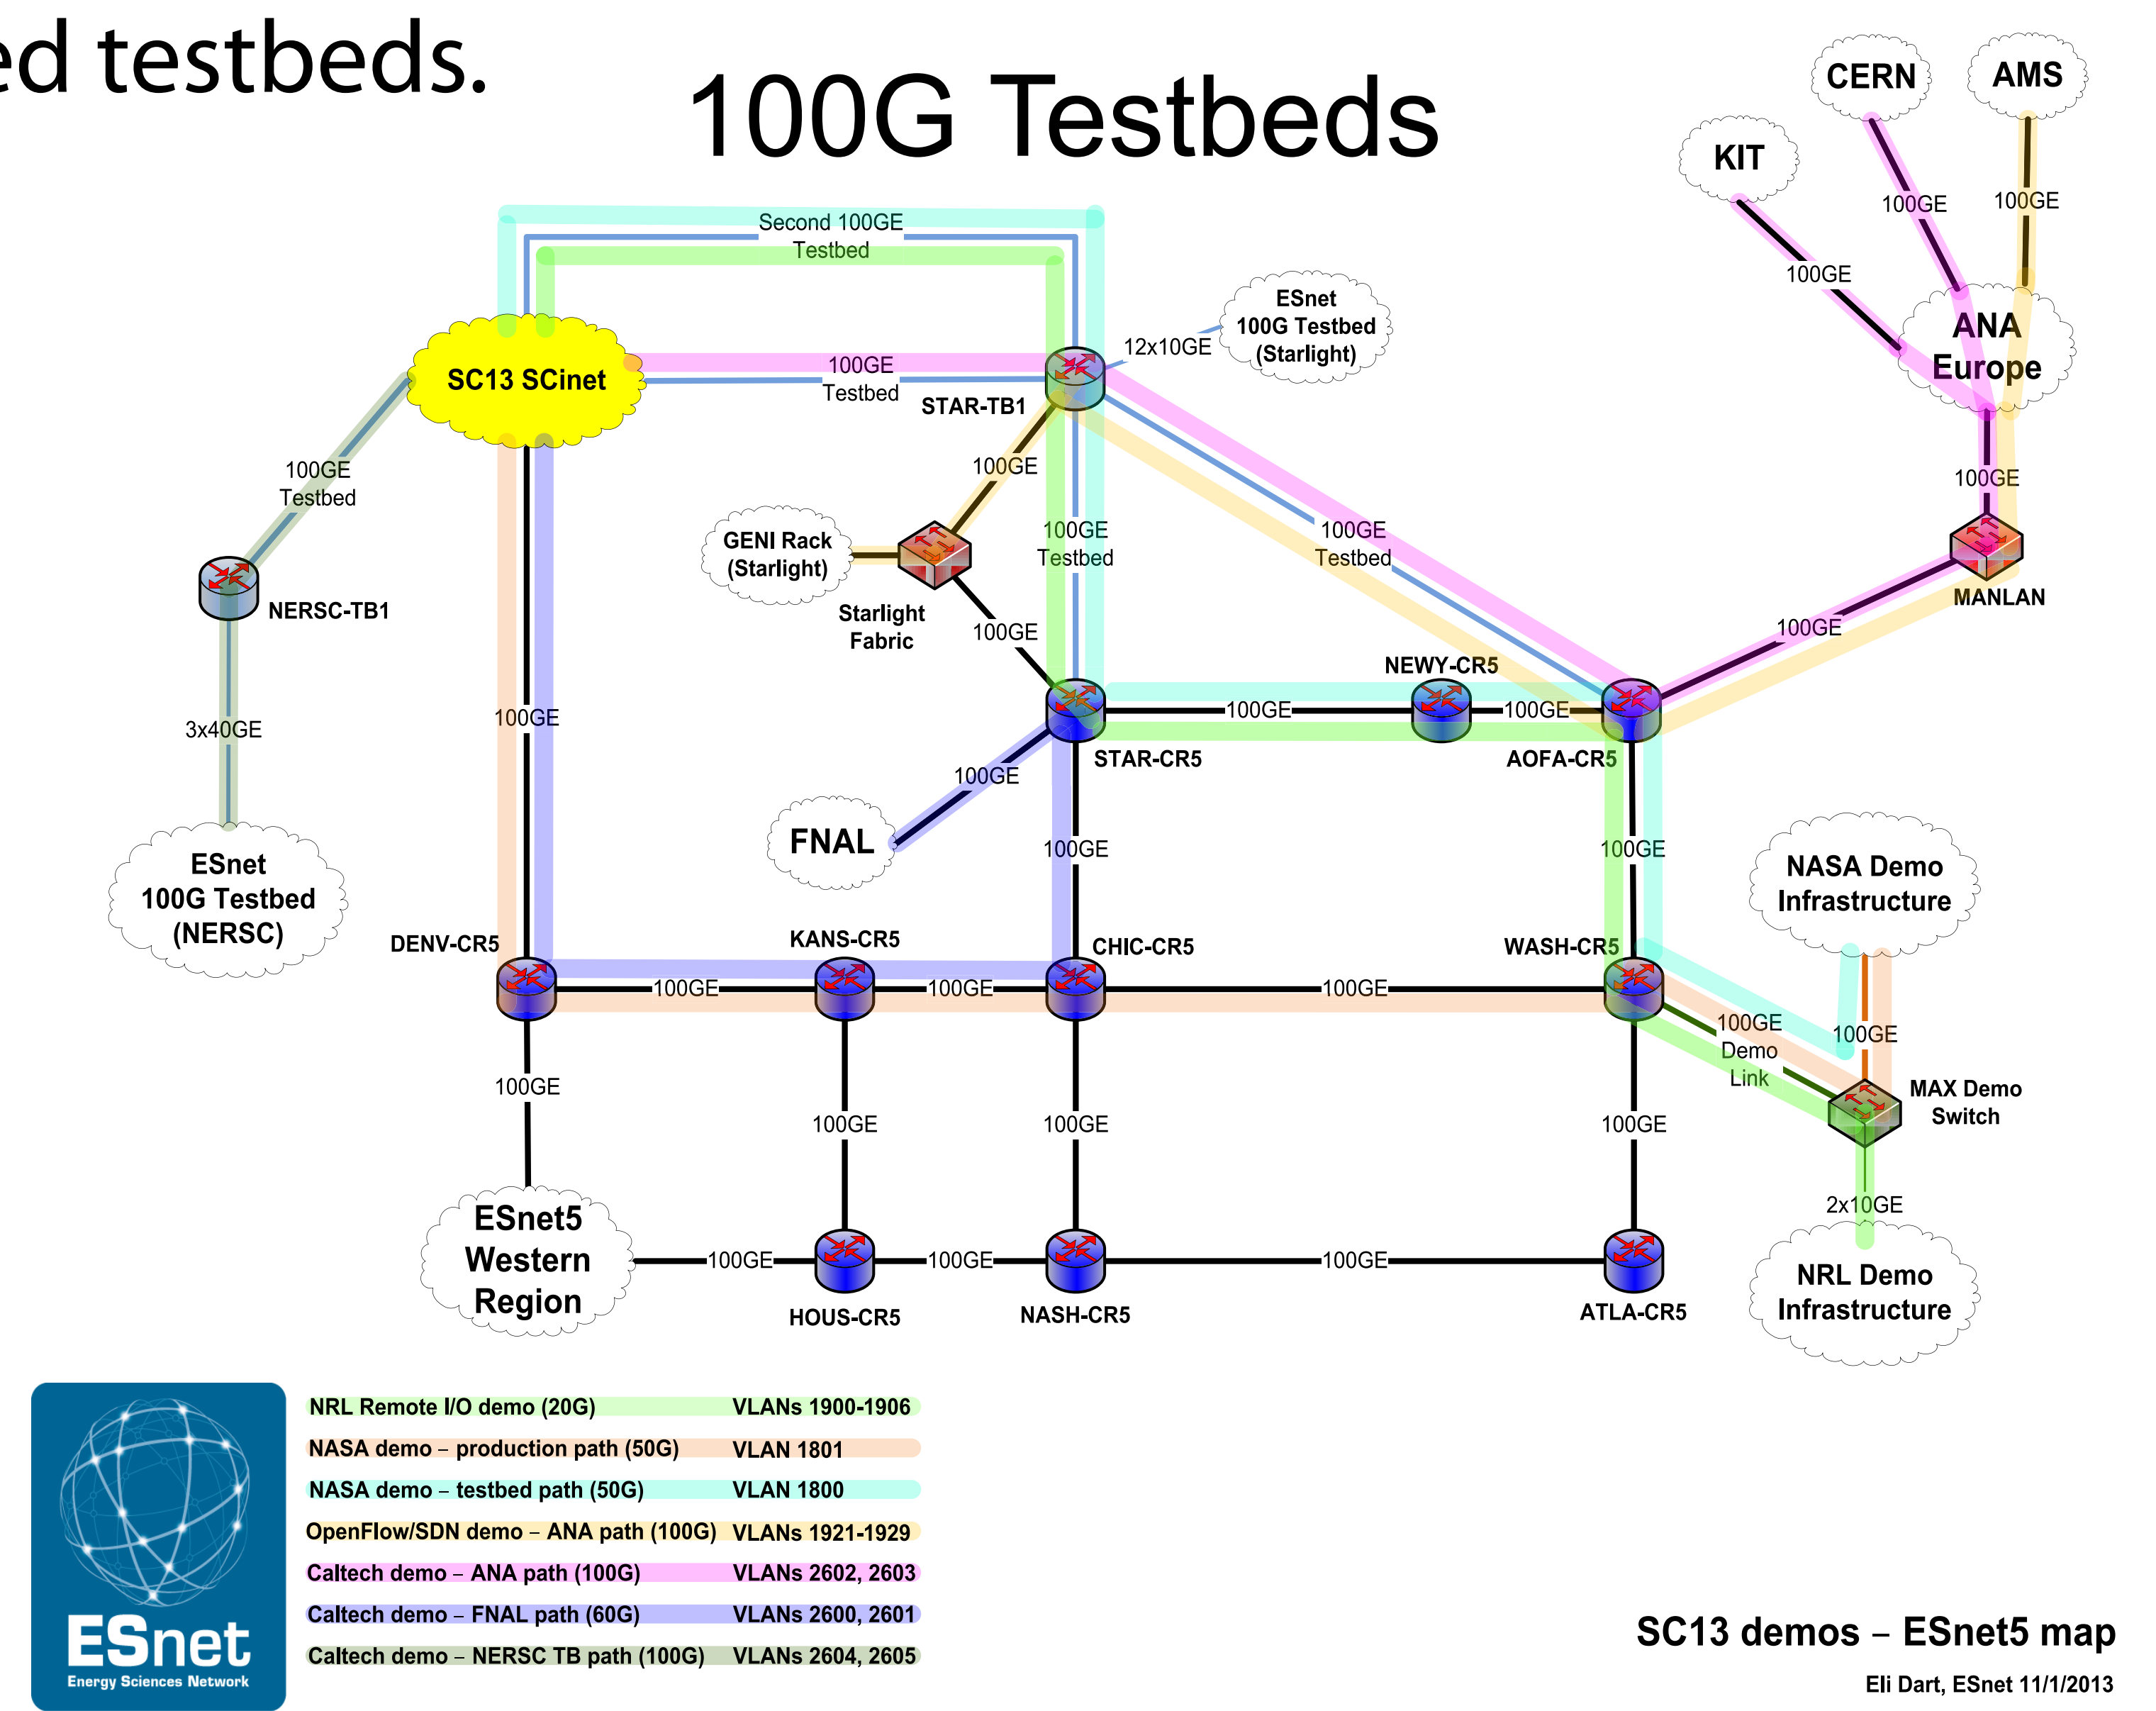 ed testbeds.
100G Testbeds
CERN
AMS
KIT
100GE
100GE
100GE
Second 100GE
Testbed
ESnet
100G Testbed
(Starlight)
12x10GE
ANA
Europe
SC13 SCinet
100GE
Testbed
STAR-TB1
100GE
Testbed
100GE
100GE
GENI Rack
(Starlight)
100GE
Testbed
100GE
Testbed
NERSC-TB1
Starlight
Fabric
100GE
MANLAN
100GE
NEWY-CR5
100GE
3x40GE
100GE
100GE
STAR-CR5
AOFA-CR5
100GE
FNAL
100GE
100GE
NASA Demo
Infrastructure
ESnet
100G Testbed
(NERSC)
DENV-CR5
KANS-CR5
CHIC-CR5
WASH-CR5
100GE
100GE
100GE
100GE
Demo
Link
100GE
100GE
MAX Demo
Switch
100GE
100GE
100GE
2x10GE
ESnet5
Western
Region
100GE
100GE
100GE
HOUS-CR5
NASH-CR5
ATLA-CR5
NRL Demo
Infrastructure
NRL Remote I/O demo (20G) VLANs 1900-1906
NASA demo – production path (50G) VLAN 1801
NASA demo – testbed path (50G) VLAN 1800
OpenFlow/SDN demo – ANA path (100G) VLANs 1921-1929
Caltech demo – ANA path (100G) VLANs 2602, 2603
Caltech demo – FNAL path (60G) VLANs 2600, 2601
Caltech demo – NERSC TB path (100G) VLANs 2604, 2605
ESnet
Energy Sciences Network
SC13 demos – ESnet5 map
Eli Dart, ESnet 11/1/2013